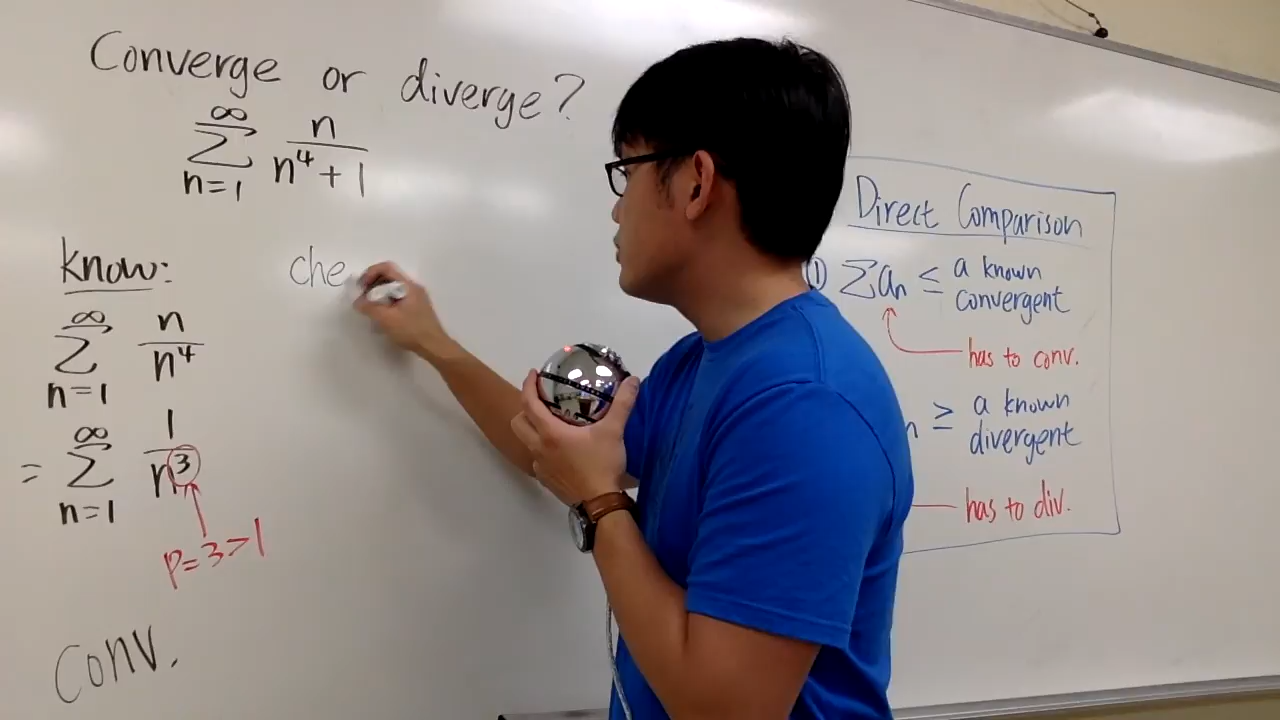 Converge or diverge?
∞
∑ n/(n⁴+1)
n=1
know:
∞
∑ n/n⁴
n=1
∞
= ∑ 1/n³
n=1
p=3>1
Conv.
che
Direct Comparison
① ∑aₙ ≤ a known
convergent
has to conv.
n ≥ a known
divergent
has to div.